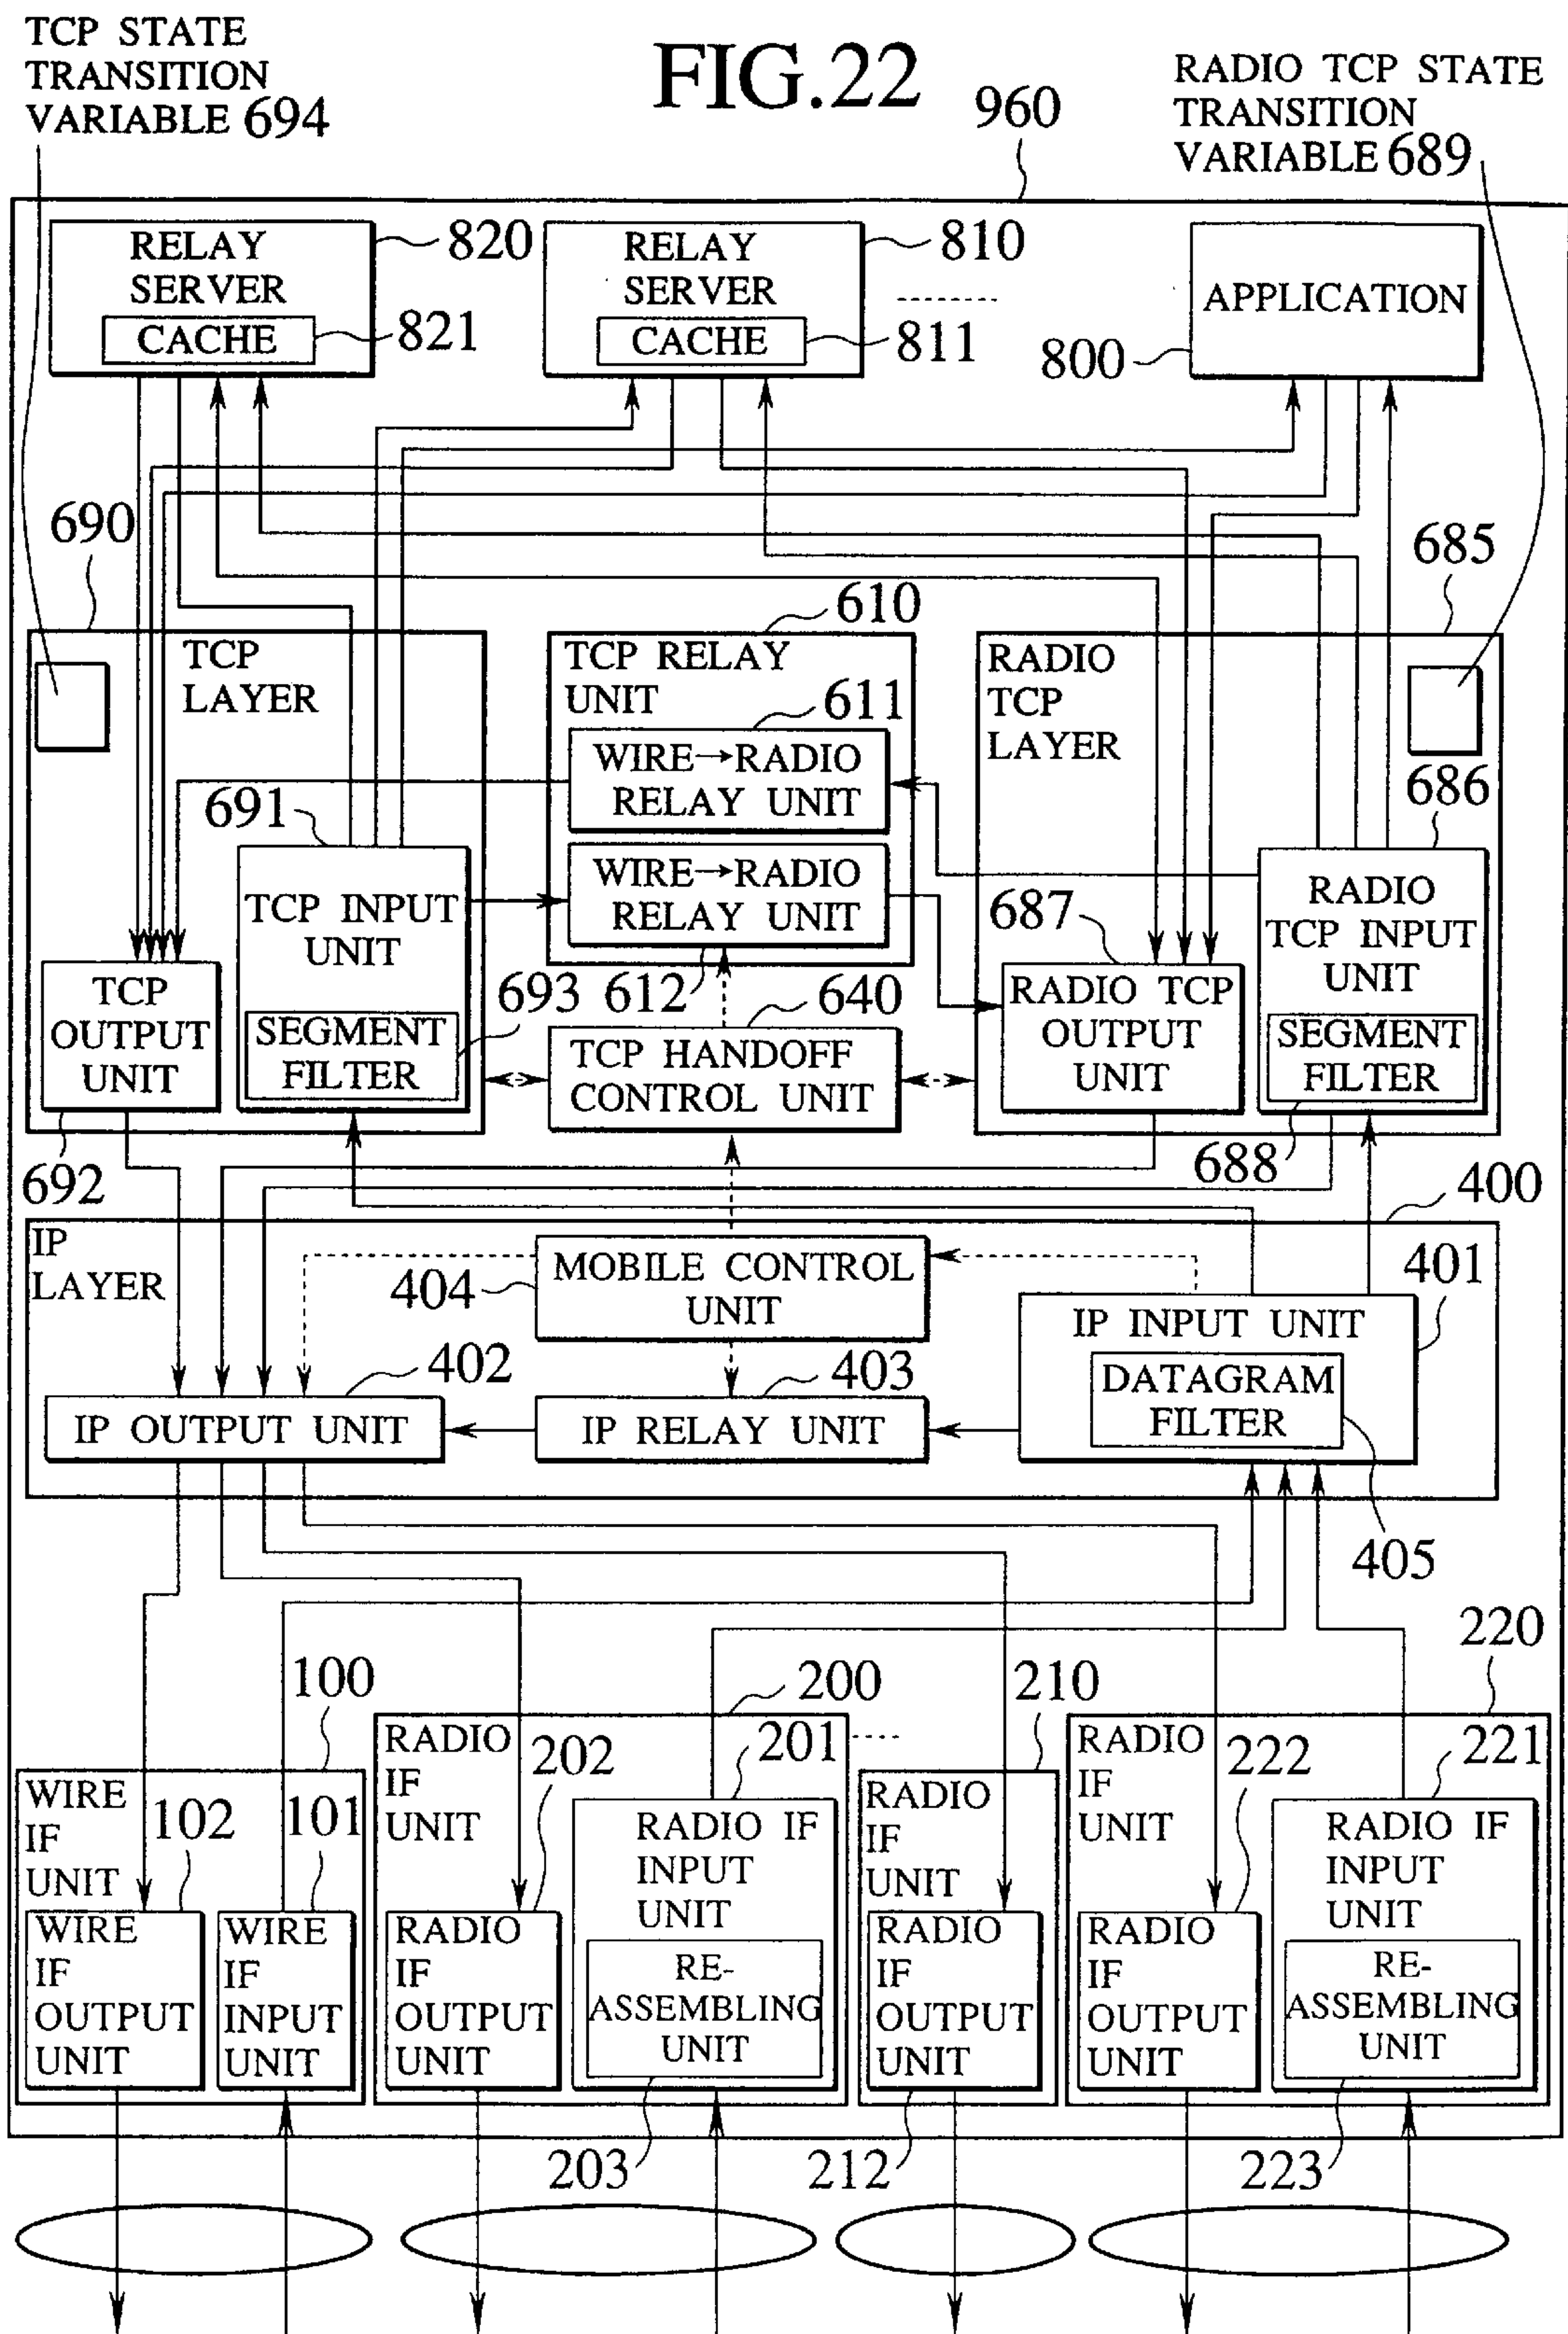 FIG.22
TCP STATE
TRANSITION
VARIABLE 694
960
RADIO TCP STATE
TRANSITION
VARIABLE 689
RELAY
SERVER
CACHE
820
821
RELAY
SERVER
CACHE
810
811
APPLICATION
800
690
TCP
LAYER
691
TCP INPUT
UNIT
SEGMENT
FILTER
693
TCP
OUTPUT
UNIT
692
610
TCP RELAY
UNIT
611
WIRE→RADIO
RELAY UNIT
WIRE→RADIO
RELAY UNIT
612
640
TCP HANDOFF
CONTROL UNIT
685
RADIO
TCP
LAYER
686
RADIO
TCP INPUT
UNIT
SEGMENT
FILTER
688
687
RADIO TCP
OUTPUT
UNIT
400
IP
LAYER
404
MOBILE CONTROL
UNIT
401
IP INPUT UNIT
DATAGRAM
FILTER
405
402
IP OUTPUT UNIT
403
IP RELAY UNIT
100
WIRE
IF
UNIT
102
101
WIRE
IF
OUTPUT
UNIT
WIRE
IF
INPUT
UNIT
200
RADIO
IF
UNIT
202
201
RADIO
IF
OUTPUT
UNIT
RADIO IF
INPUT
UNIT
RE-
ASSEMBLING
UNIT
203
210
RADIO
IF
UNIT
RADIO
IF
OUTPUT
UNIT
212
220
RADIO
IF
UNIT
222
221
RADIO
IF
OUTPUT
UNIT
RADIO IF
INPUT
UNIT
RE-
ASSEMBLING
UNIT
223